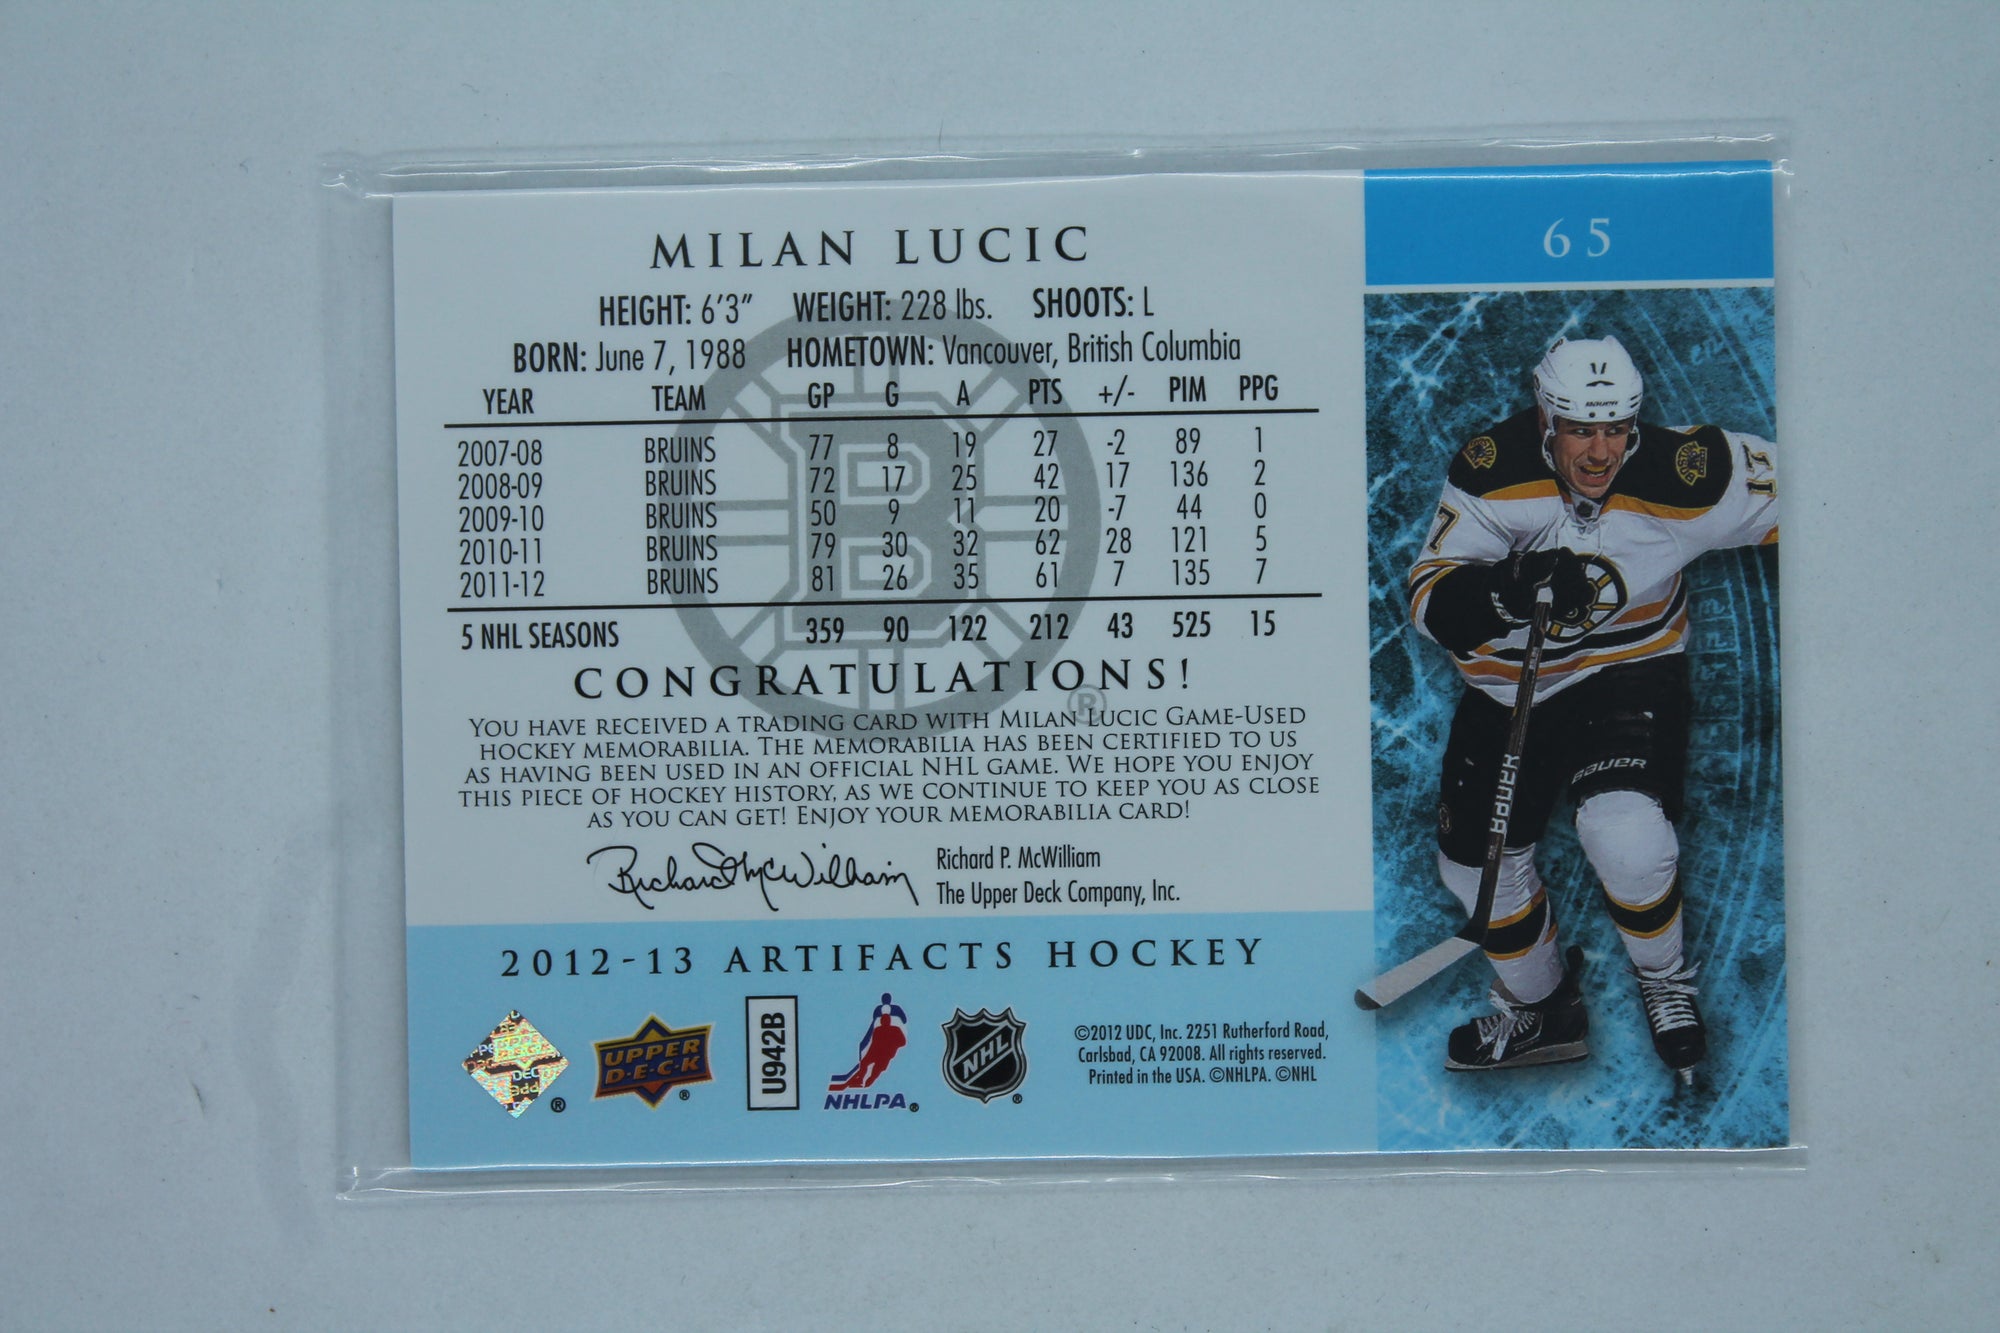 MILAN LUCIC
65
HEIGHT: 6'3" WEIGHT: 228 lbs. SHOOTS: L
BORN: June 7, 1988 HOMETOWN: Vancouver, British Columbia
YEAR TEAM GP G A PTS +/- PIM PPG
2007-08 BRUINS 77 8 19 27 -2 89 1
2008-09 BRUINS 72 17 25 42 17 136 2
2009-10 BRUINS 50 9 11 20 -7 44 0
2010-11 BRUINS 79 30 32 62 28 121 5
2011-12 BRUINS 81 26 35 61 7 135 7
5 NHL SEASONS 359 90 122 212 43 525 15
CONGRATULATIONS!
YOU HAVE RECEIVED A TRADING CARD WITH MILAN LUCIC GAME-USED
HOCKEY MEMORABILIA. THE MEMORABILIA HAS BEEN CERTIFIED TO US
AS HAVING BEEN USED IN AN OFFICIAL NHL GAME. WE HOPE YOU ENJOY
THIS PIECE OF HOCKEY HISTORY, AS WE CONTINUE TO KEEP YOU AS CLOSE
AS YOU CAN GET! ENJOY YOUR MEMORABILIA CARD!
Richard McWilliam
Richard P. McWilliam
The Upper Deck Company, Inc.
2012-13 ARTIFACTS HOCKEY
UPPER
D·E·C·K
®
U942B
NHLPA®
NHL
®
©2012 UDC, Inc. 2251 Rutherford Road,
Carlsbad, CA 92008. All rights reserved.
Printed in the USA. ©NHLPA. ©NHL
B
®
17
BAUER
BOSTON
17
7
BAUER
BAUER